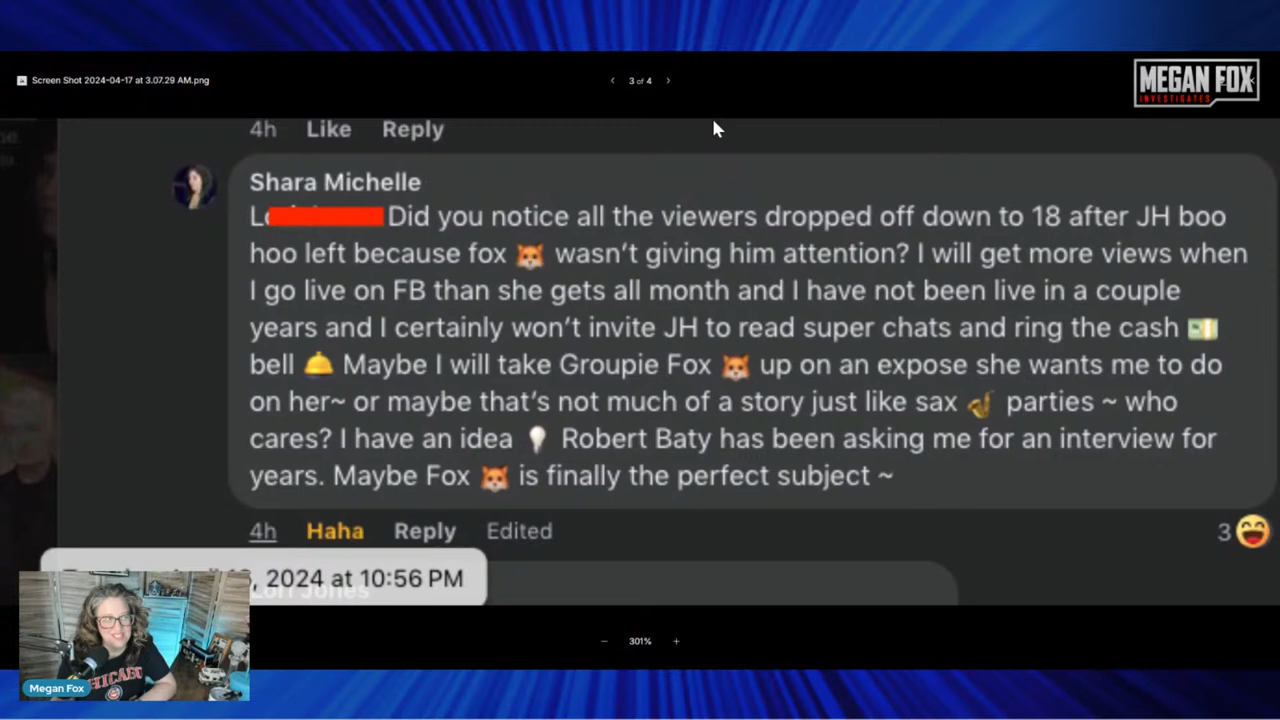 Screen Shot 2024-04-17 at 3.07.29 AM.png
3 of 4
MEGAN FOX
INVESTIGATES
4h Like Reply
Shara Michelle
Did you notice all the viewers dropped off down to 18 after JH boo
hoo left because fox 🦊 wasn't giving him attention? I will get more views when
I go live on FB than she gets all month and I have not been live in a couple
years and I certainly won't invite JH to read super chats and ring the cash 💵
bell 🛎️ Maybe I will take Groupie Fox 🦊 up on an expose she wants me to do
on her~ or maybe that's not much of a story just like sax 🎷 parties ~ who
cares? I have an idea 💡 Robert Baty has been asking me for an interview for
years. Maybe Fox 🦊 is finally the perfect subject ~
4h Haha Reply Edited
3
, 2024 at 10:56 PM
Lori Jones
301%
Megan Fox
CHICAGO